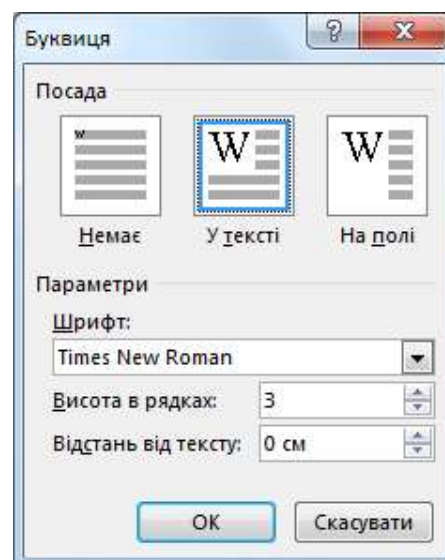 Буквиця
Посада
w W W
Немає У тексті На полі
Параметри
Шрифт:
Times New Roman
Висота в рядках: 3
Відстань від тексту: 0 см
ОК Скасувати